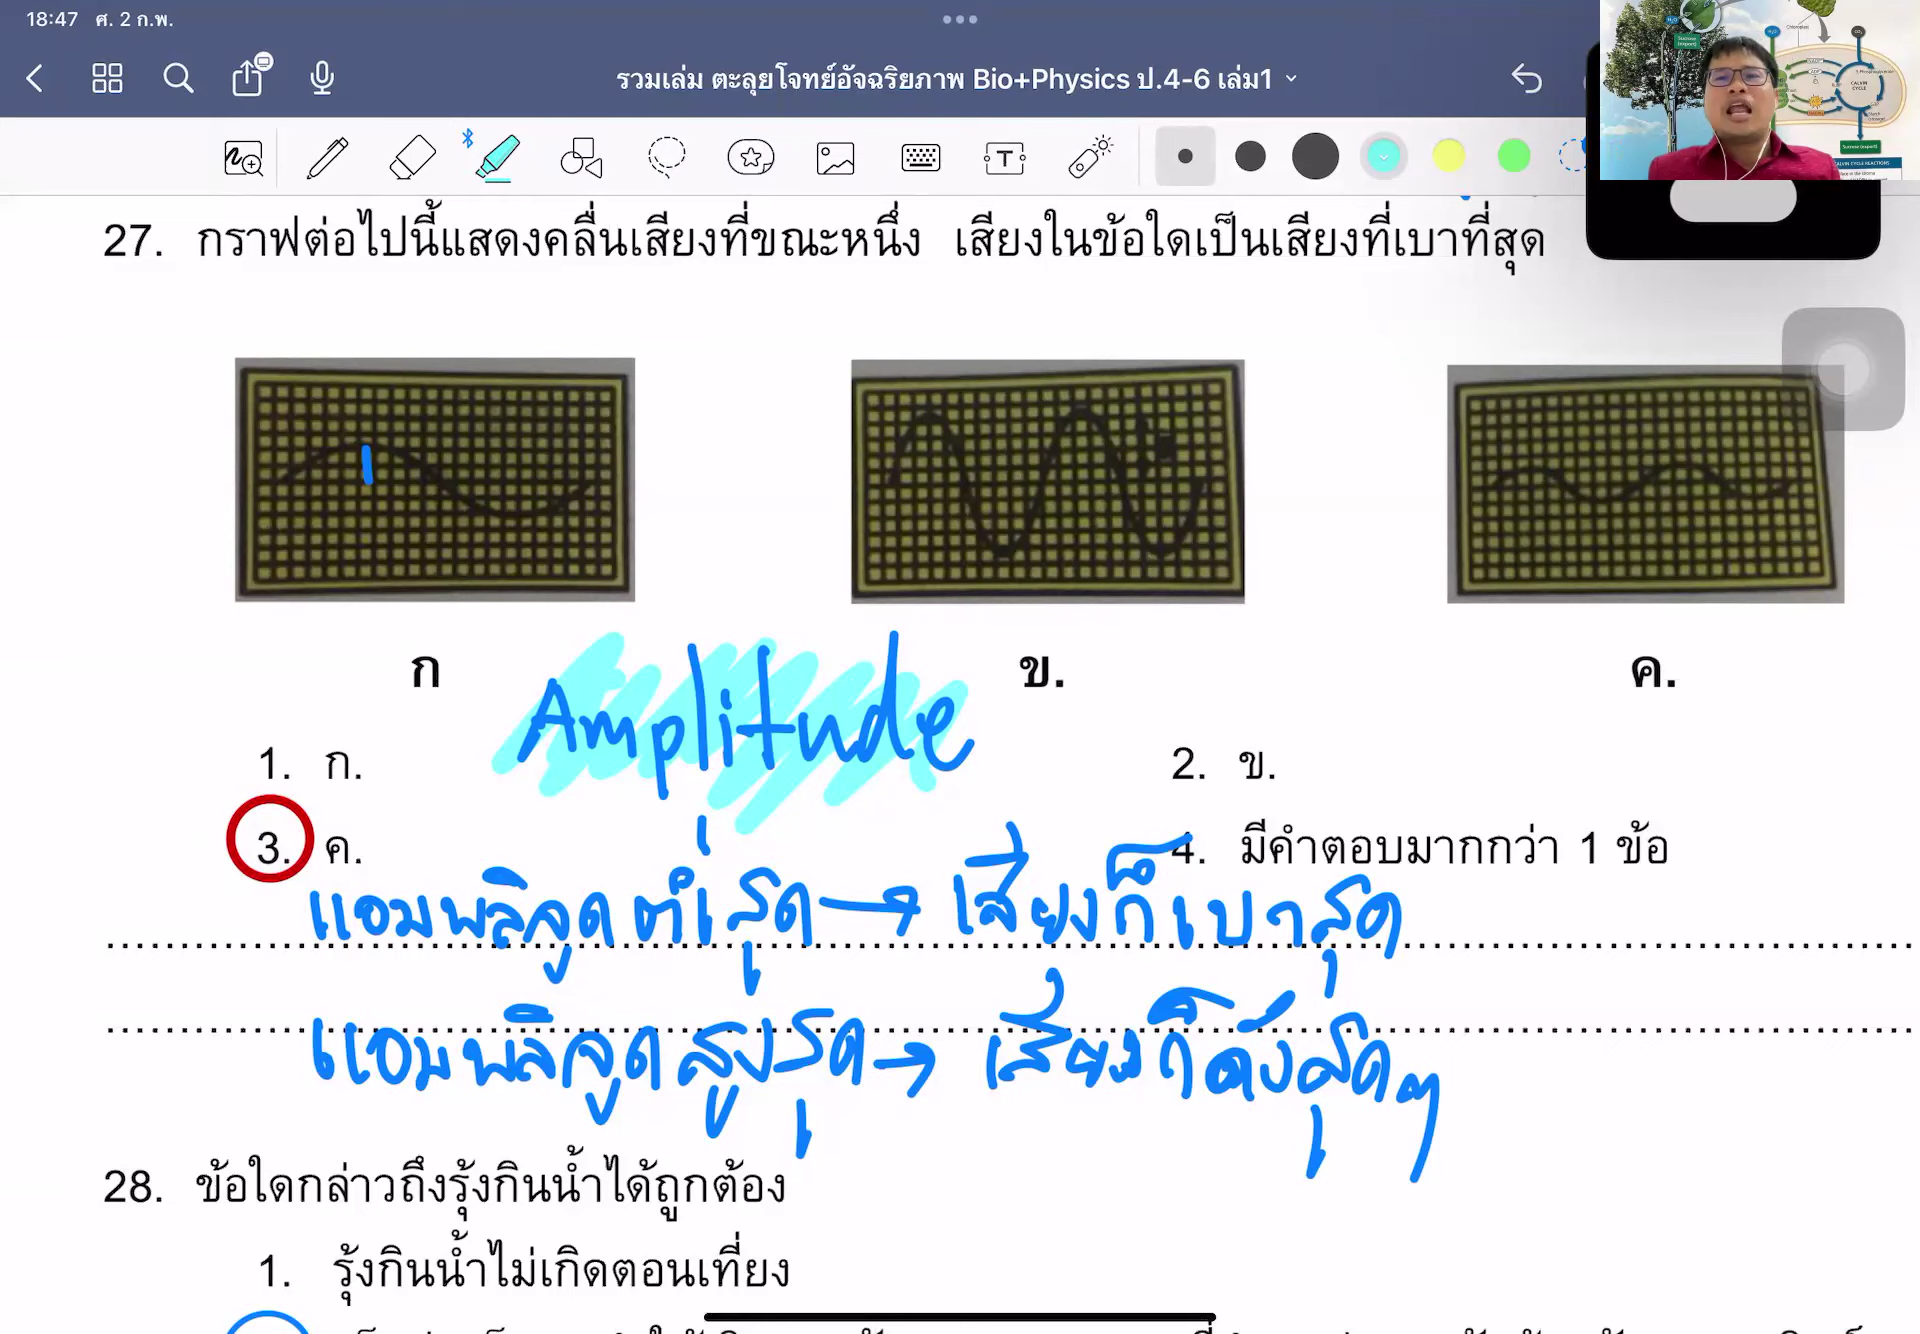 18:47 ศ. 2 ก.พ.
รวมเล่ม ตะลุยโจทย์อัจฉริยภาพ Bio+Physics ป.4-6 เล่ม1
27. กราฟต่อไปนี้แสดงคลื่นเสียงที่ขณะหนึ่ง เสียงในข้อใดเป็นเสียงที่เบาที่สุด
ก ข. ค.
Amplitude
1. ก. 2. ข.
3. ค. 4. มีคำตอบมากกว่า 1 ข้อ
แอมพลิจูดต่ำสุด → เสียงก็เบาสุด
แอมพลิจูดสูงสุด → เสียงก็ดังสุดๆ
28. ข้อใดกล่าวถึงรุ้งกินน้ำได้ถูกต้อง
1. รุ้งกินน้ำไม่เกิดตอนเที่ยง